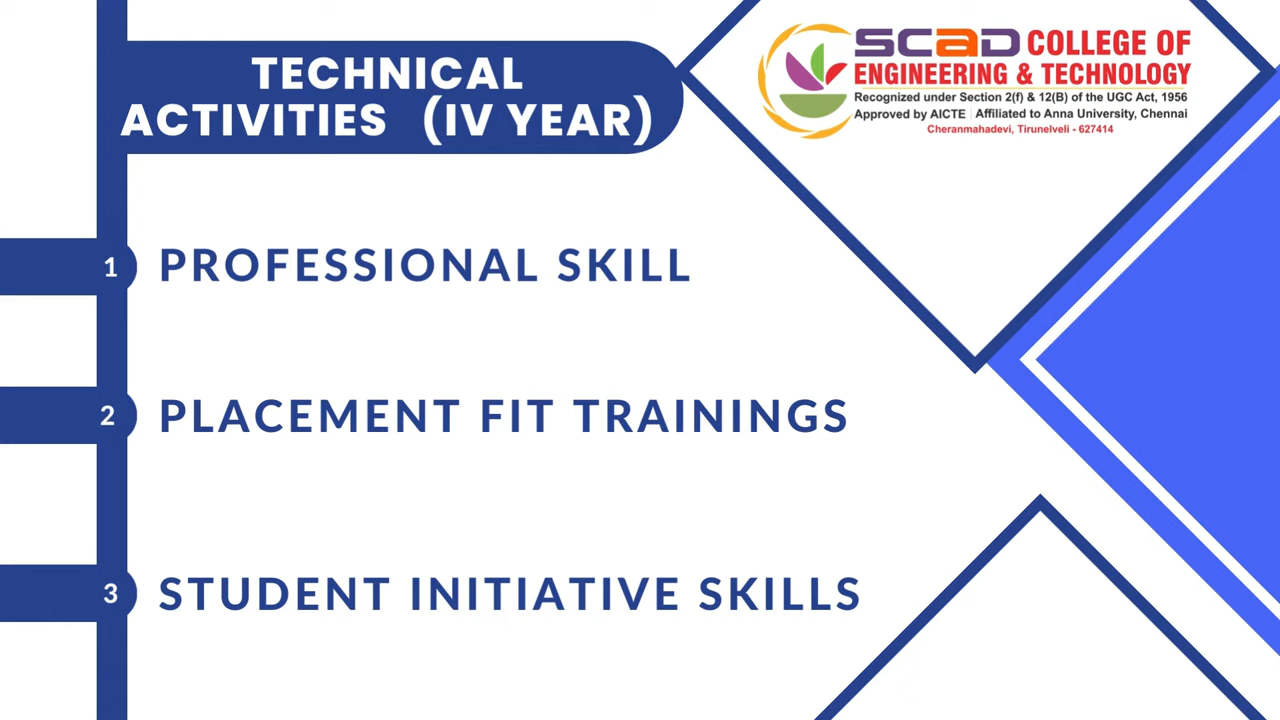 TECHNICAL
ACTIVITIES (IV YEAR)
SCAD COLLEGE OF
ENGINEERING & TECHNOLOGY
Recognized under Section 2(f) & 12(B) of the UGC Act, 1956
Approved by AICTE | Affiliated to Anna University, Chennai
Cheranmahadevi, Tirunelveli - 627414
1 PROFESSIONAL SKILL
2 PLACEMENT FIT TRAININGS
3 STUDENT INITIATIVE SKILLS